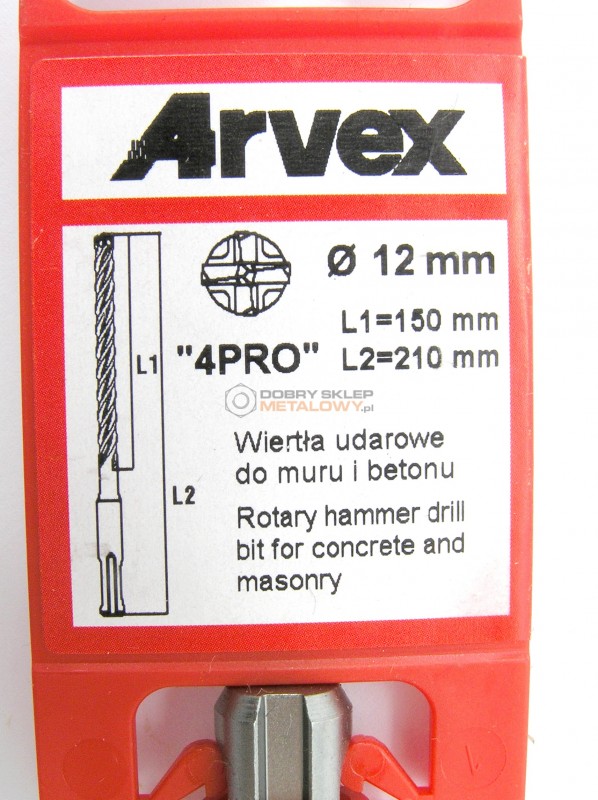 Arvex
Ø 12 mm
L1=150 mm
"4PRO" L2=210 mm
L1
L2
DOBRY SKLEP
METALOWY.pl
Wiertła udarowe
do muru i betonu
Rotary hammer drill
bit for concrete and
masonry